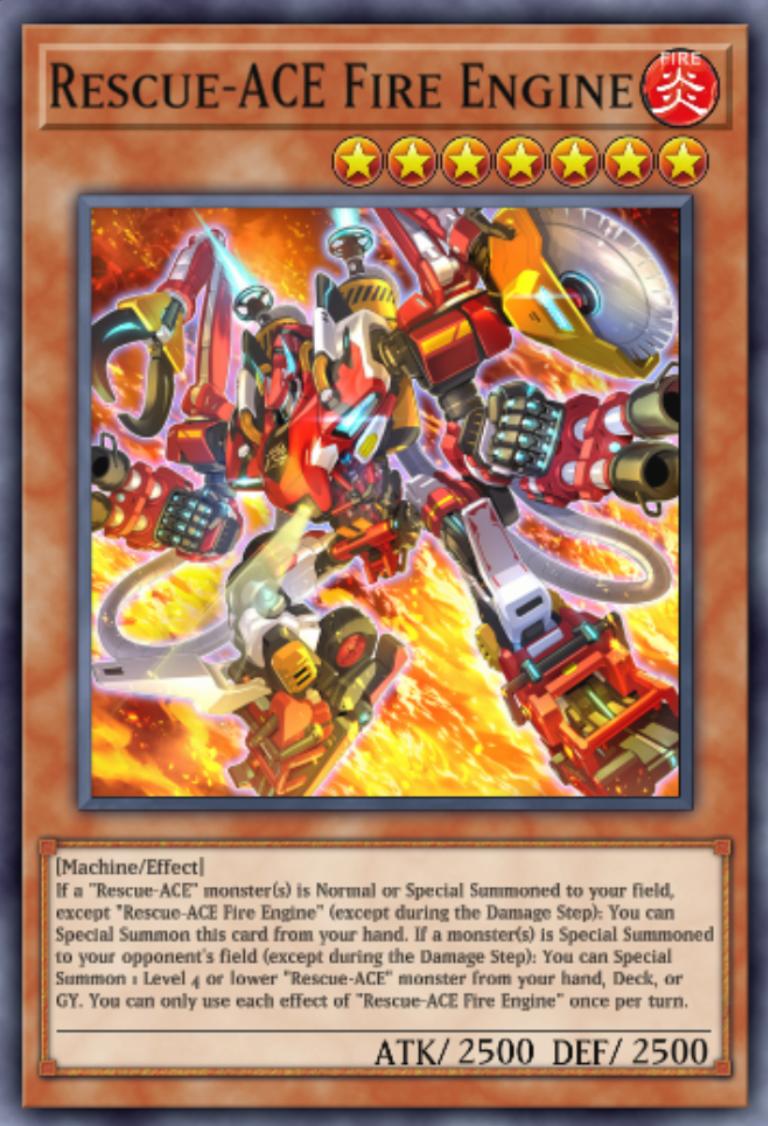 RESCUE-ACE FIRE ENGINE
FIRE
炎
[Machine/Effect]
If a "Rescue-ACE" monster(s) is Normal or Special Summoned to your field,
except "Rescue-ACE Fire Engine" (except during the Damage Step): You can
Special Summon this card from your hand. If a monster(s) is Special Summoned
to your opponent's field (except during the Damage Step): You can Special
Summon 1 Level 4 or lower "Rescue-ACE" monster from your hand, Deck, or
GY. You can only use each effect of "Rescue-ACE Fire Engine" once per turn.
ATK/ 2500 DEF/ 2500